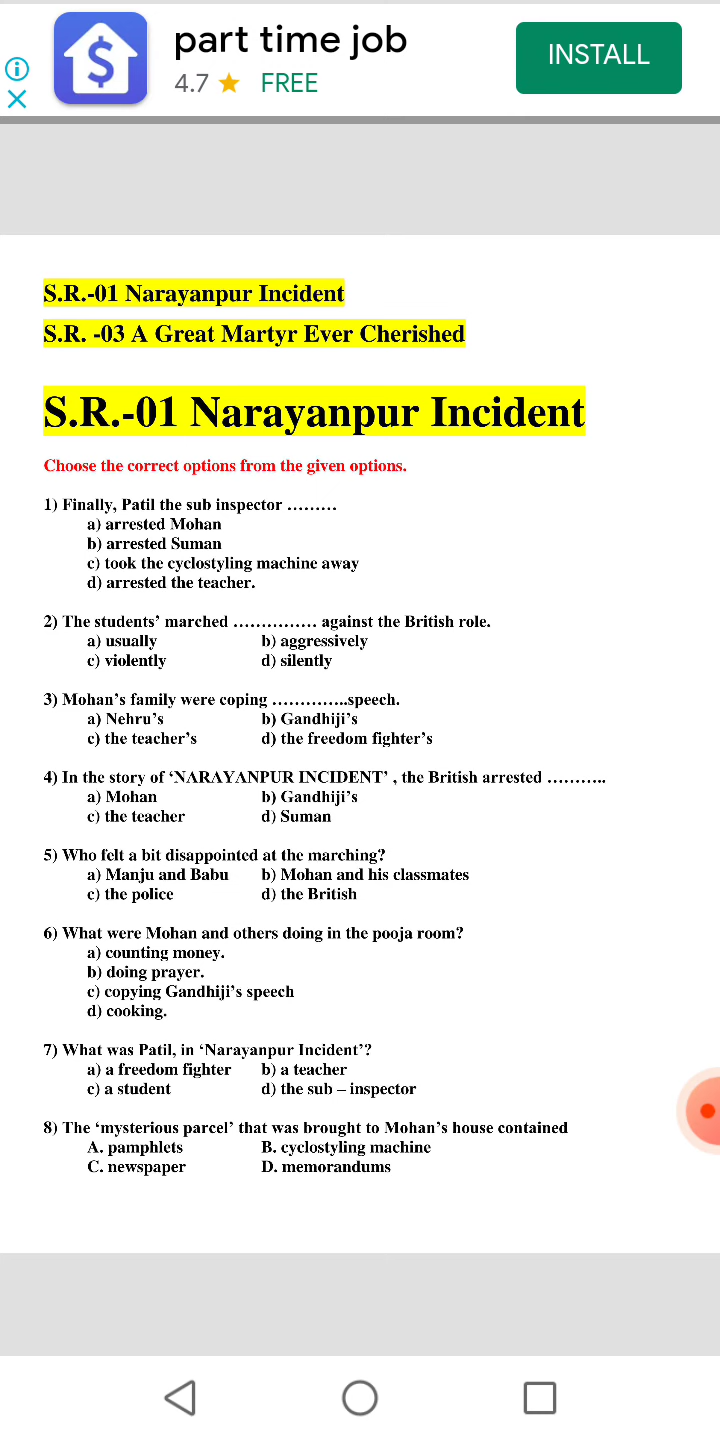 part time job
4.7 ★ FREE
INSTALL
S.R.-01 Narayanpur Incident
S.R. -03 A Great Martyr Ever Cherished
S.R.-01 Narayanpur Incident
Choose the correct options from the given options.
1) Finally, Patil the sub inspector ………
a) arrested Mohan
b) arrested Suman
c) took the cyclostyling machine away
d) arrested the teacher.
2) The students’ marched …………… against the British role.
a) usually b) aggressively
c) violently d) silently
3) Mohan’s family were coping …………..speech.
a) Nehru’s b) Gandhiji’s
c) the teacher’s d) the freedom fighter’s
4) In the story of ‘NARAYANPUR INCIDENT’ , the British arrested ………..
a) Mohan b) Gandhiji’s
c) the teacher d) Suman
5) Who felt a bit disappointed at the marching?
a) Manju and Babu b) Mohan and his classmates
c) the police d) the British
6) What were Mohan and others doing in the pooja room?
a) counting money.
b) doing prayer.
c) copying Gandhiji’s speech
d) cooking.
7) What was Patil, in ‘Narayanpur Incident’?
a) a freedom fighter b) a teacher
c) a student d) the sub – inspector
8) The ‘mysterious parcel’ that was brought to Mohan’s house contained
A. pamphlets B. cyclostyling machine
C. newspaper D. memorandums